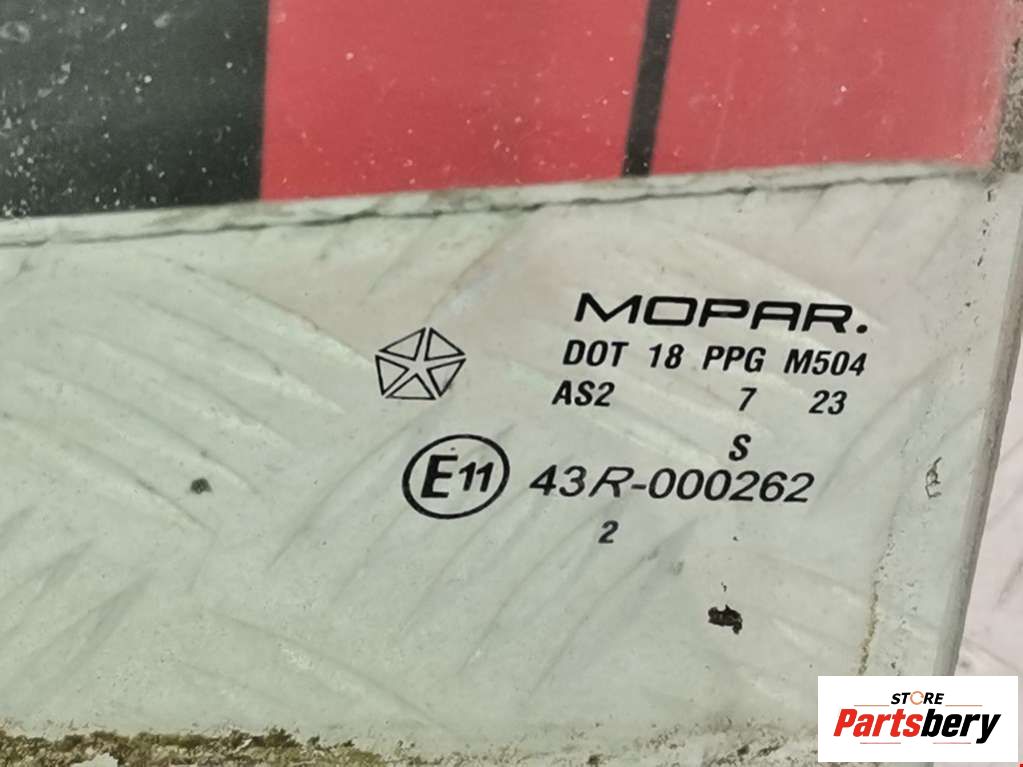 MOPAR.
DOT 18 PPG M504
AS2 7 23
S
E11 43R-000262
2
STORE
Partsbery